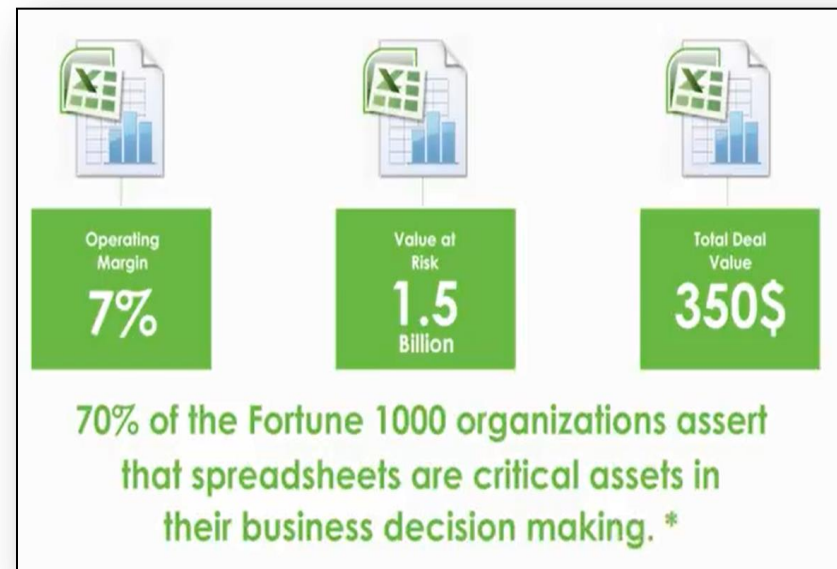 Operating
Margin
7%
Value at
Risk
1.5
Billion
Total Deal
Value
350$
70% of the Fortune 1000 organizations assert
that spreadsheets are critical assets in
their business decision making. *